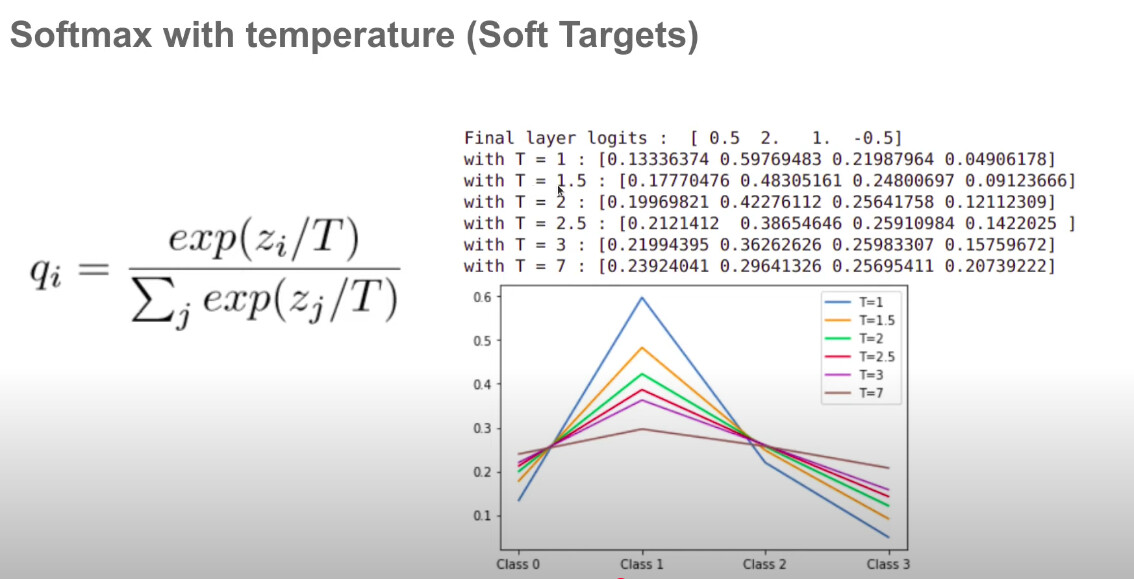 Softmax with temperature (Soft Targets)
q_i = exp(z_i/T) / ∑_j exp(z_j/T)
Final layer logits :  [ 0.5  2.   1.  -0.5]
with T = 1 : [0.13336374 0.59769483 0.21987964 0.04906178]
with T = 1.5 : [0.17770476 0.48305161 0.24800697 0.09123666]
with T = 2 : [0.19969821 0.42276112 0.25641758 0.12112309]
with T = 2.5 : [0.2121412  0.38654646 0.25910984 0.1422025 ]
with T = 3 : [0.21994395 0.36262626 0.25983307 0.15759672]
with T = 7 : [0.23924041 0.29641326 0.25695411 0.20739222]
0.6
0.5
0.4
0.3
0.2
0.1
T=1
T=1.5
T=2
T=2.5
T=3
T=7
Class 0 Class 1 Class 2 Class 3